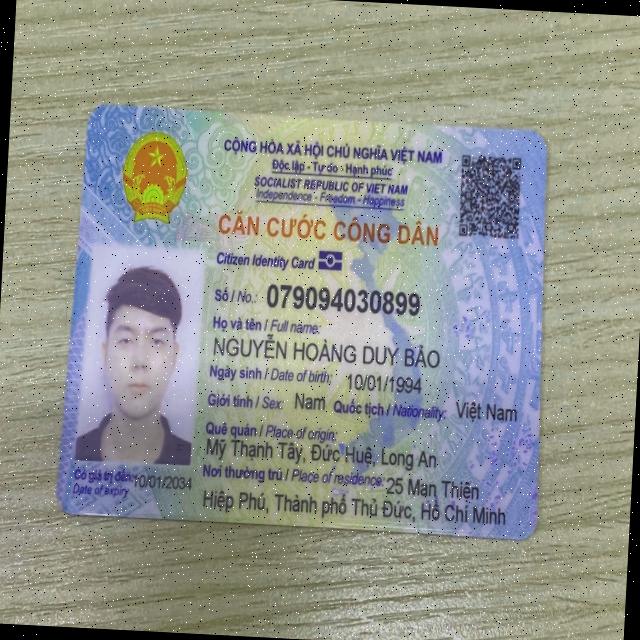 CỘNG HÒA XÃ HỘI CHỦ NGHĨA VIỆT NAM
Độc lập - Tự do - Hạnh phúc
SOCIALIST REPUBLIC OF VIET NAM
Independence - Freedom - Happiness
CĂN CƯỚC CÔNG DÂN
Citizen Identity Card
Số / No.: 079094030899
Họ và tên / Full name:
NGUYỄN HOÀNG DUY BẢO
Ngày sinh / Date of birth: 10/01/1994
Giới tính / Sex: Nam Quốc tịch / Nationality: Việt Nam
Quê quán / Place of origin:
Mỹ Thạnh Tây, Đức Huệ, Long An
Nơi thường trú / Place of residence: 25 Man Thiện
Hiệp Phú, Thành phố Thủ Đức, Hồ Chí Minh
Có giá trị đến: 10/01/2034
Date of expiry